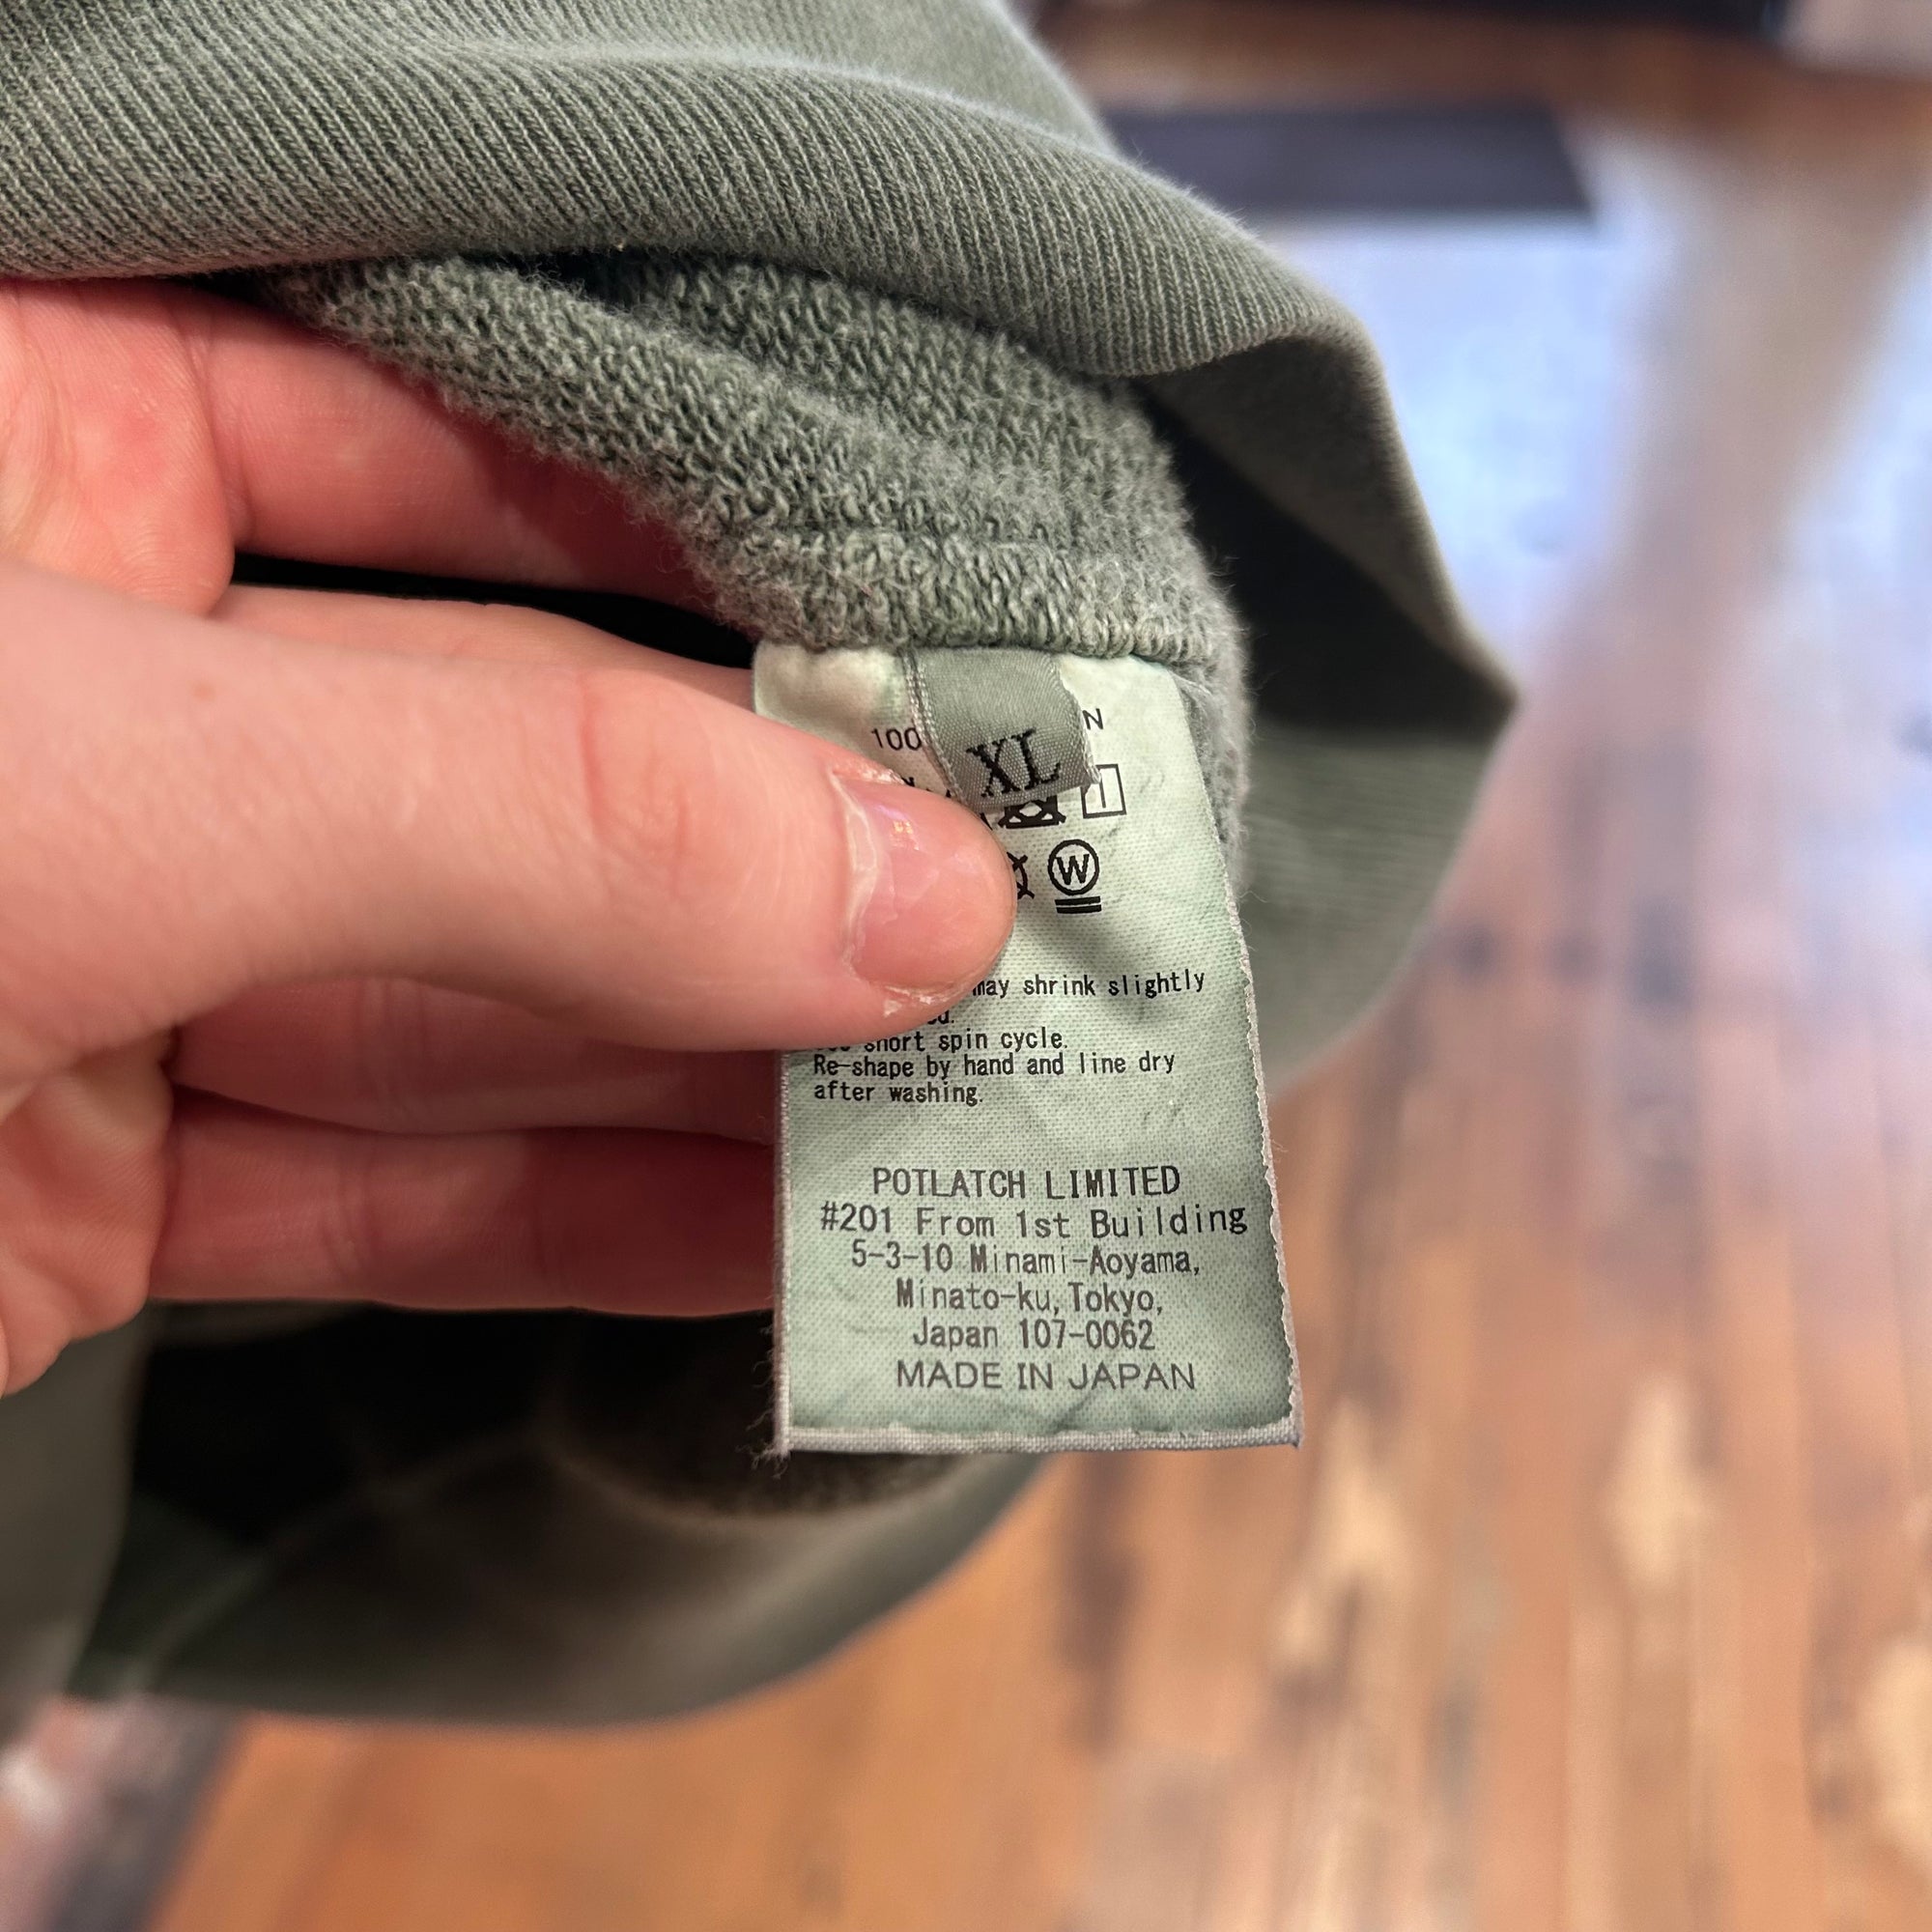 100
N
XL
W
may shrink slightly
short spin cycle.
Re-shape by hand and line dry
after washing.
POTLATCH LIMITED
#201 From 1st Building
5-3-10 Minami-Aoyama,
Minato-ku, Tokyo,
Japan 107-0062
MADE IN JAPAN